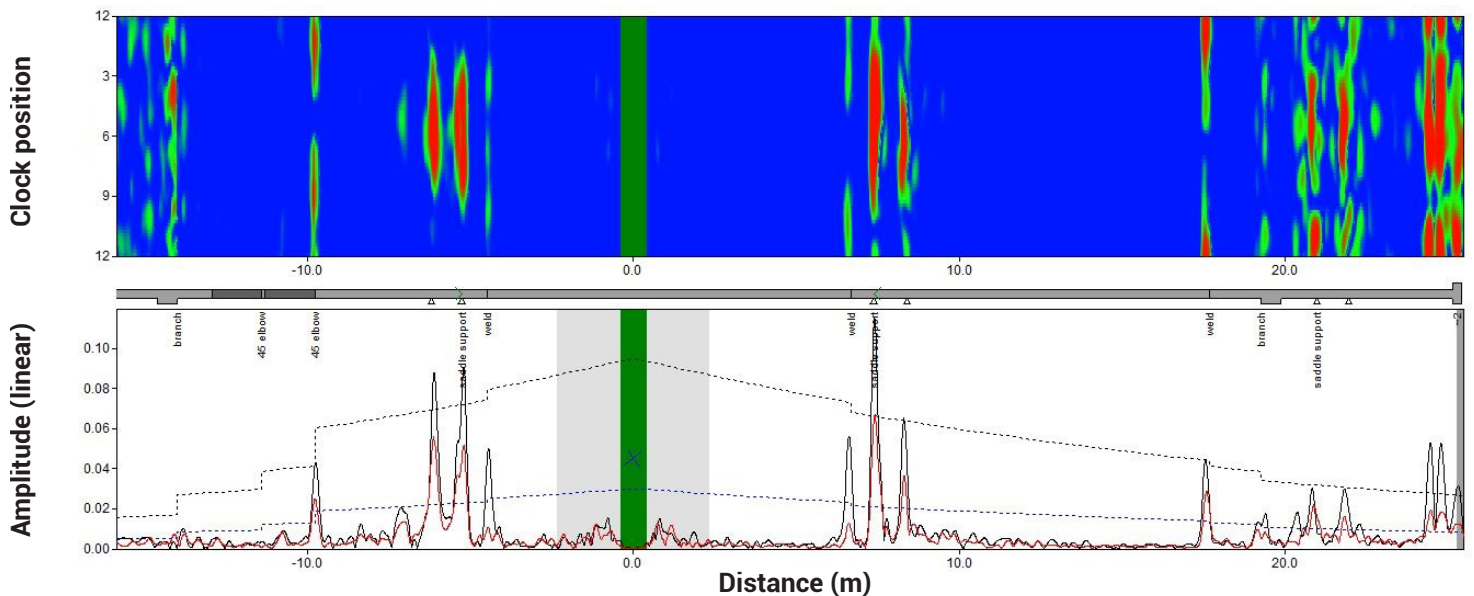 Clock position
12
3
6
9
12
-10.0
0.0
10.0
20.0
Amplitude (linear)
branch
45 elbow
45 elbow
saddle support
weld
weld
saddle support
weld
branch
saddle support
0.10
0.08
0.06
0.04
0.02
0.00
-10.0
0.0
10.0
20.0
Distance (m)